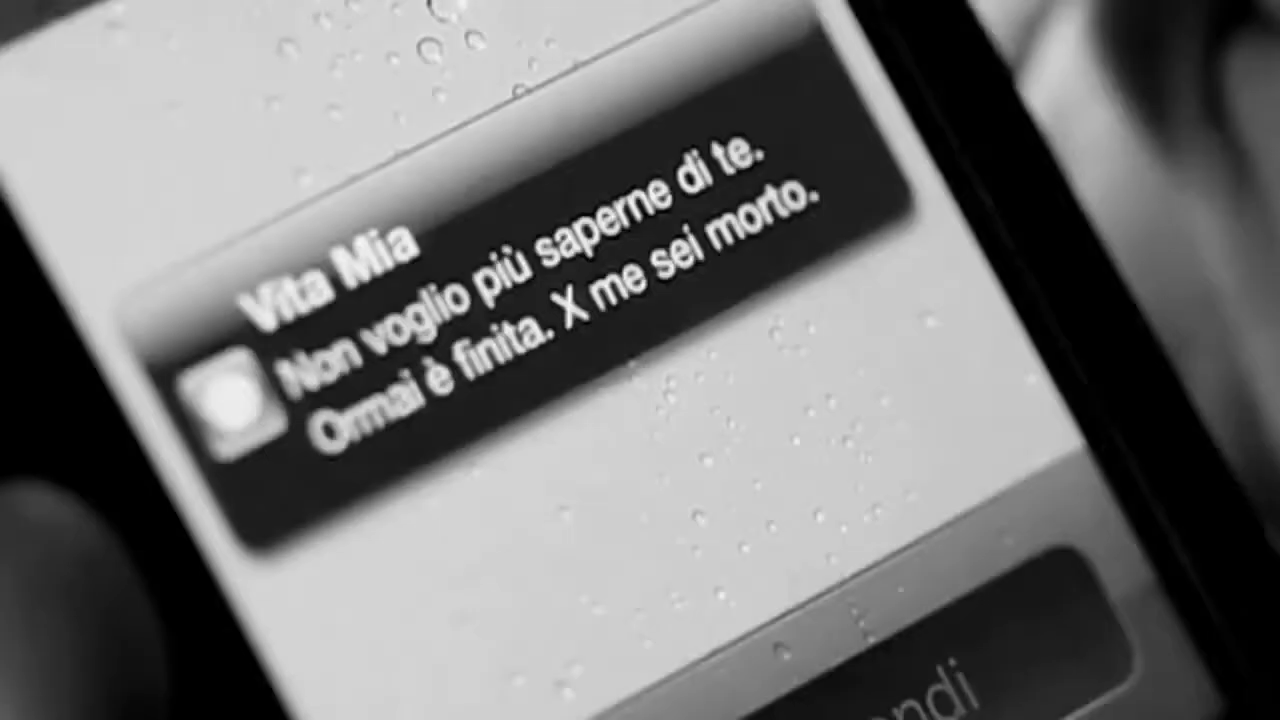 Vita Mia
Non voglio più saperne di te.
Ormai è finita. X me sei morto.